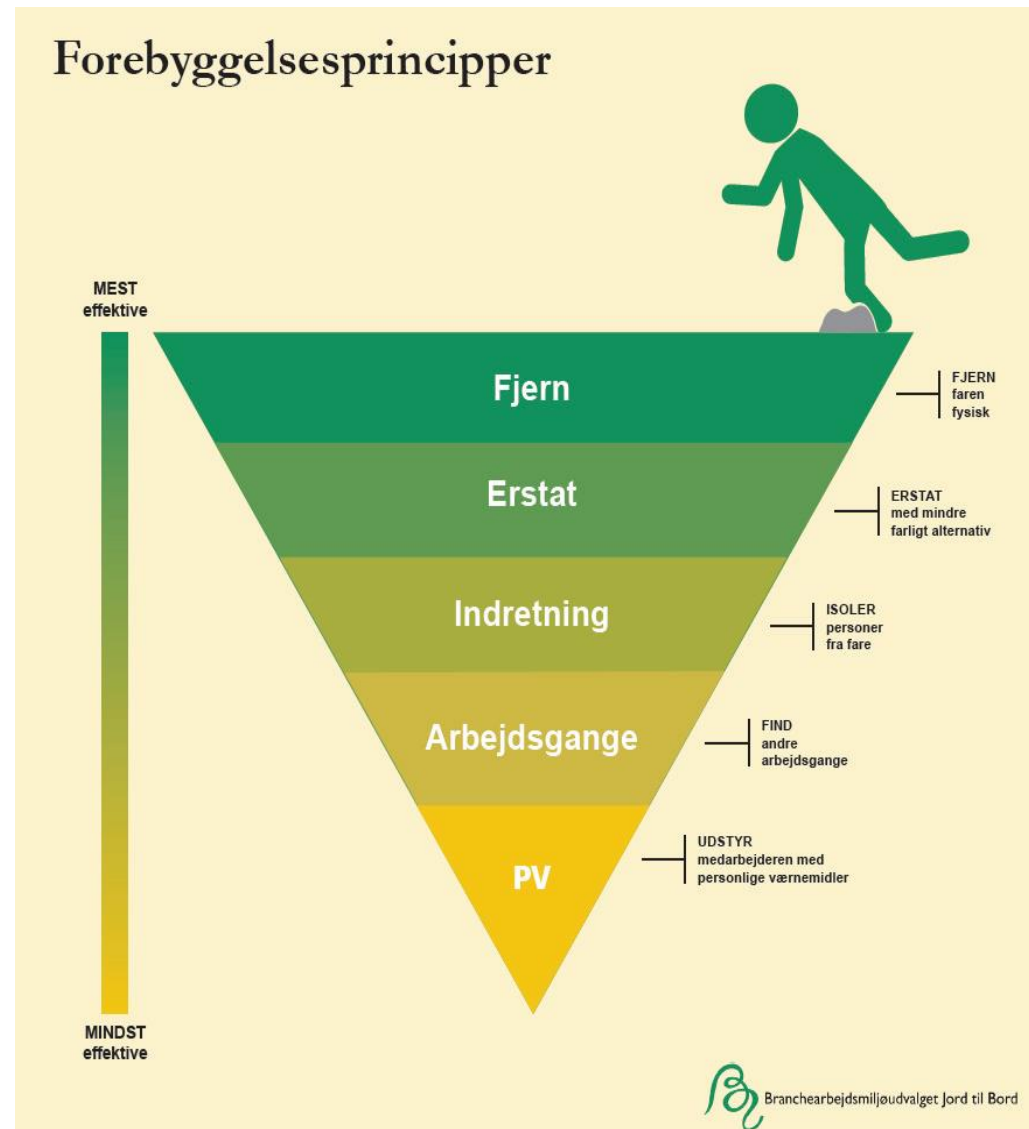 Forebyggelsesprincipper
MEST
effektive
Fjern
FJERN
faren
fysisk
Erstat
ERSTAT
med mindre
farligt alternativ
Indretning
ISOLER
personer
fra fare
Arbejdsgange
FIND
andre
arbejdsgange
PV
UDSTYR
medarbejderen med
personlige værnemidler
MINDST
effektive
Branchearbejdsmiljøudvalget Jord til Bord